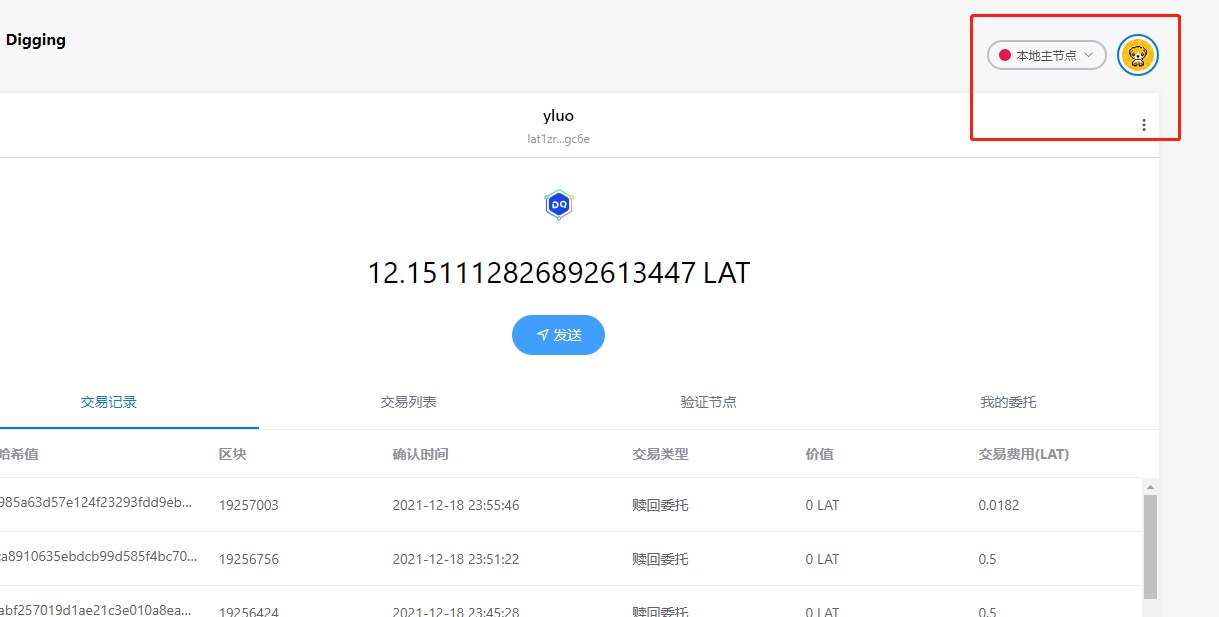 Digging
本地主节点
yluo
lat1zr...gc6e
DQ
12.151112826892613447 LAT
发送
交易记录 交易列表 验证节点 我的委托
哈希值 区块 确认时间 交易类型 价值 交易费用(LAT)
985a63d57e124f23293fdd9eb... 19257003 2021-12-18 23:55:46 赎回委托 0 LAT 0.0182
ca8910635ebdcb99d585f4bc70... 19256756 2021-12-18 23:51:22 赎回委托 0 LAT 0.5
abf257019d1ae21c3e010a8ea... 19256424 2021-12-18 23:45:28 赎回委托 0 LAT 0.5